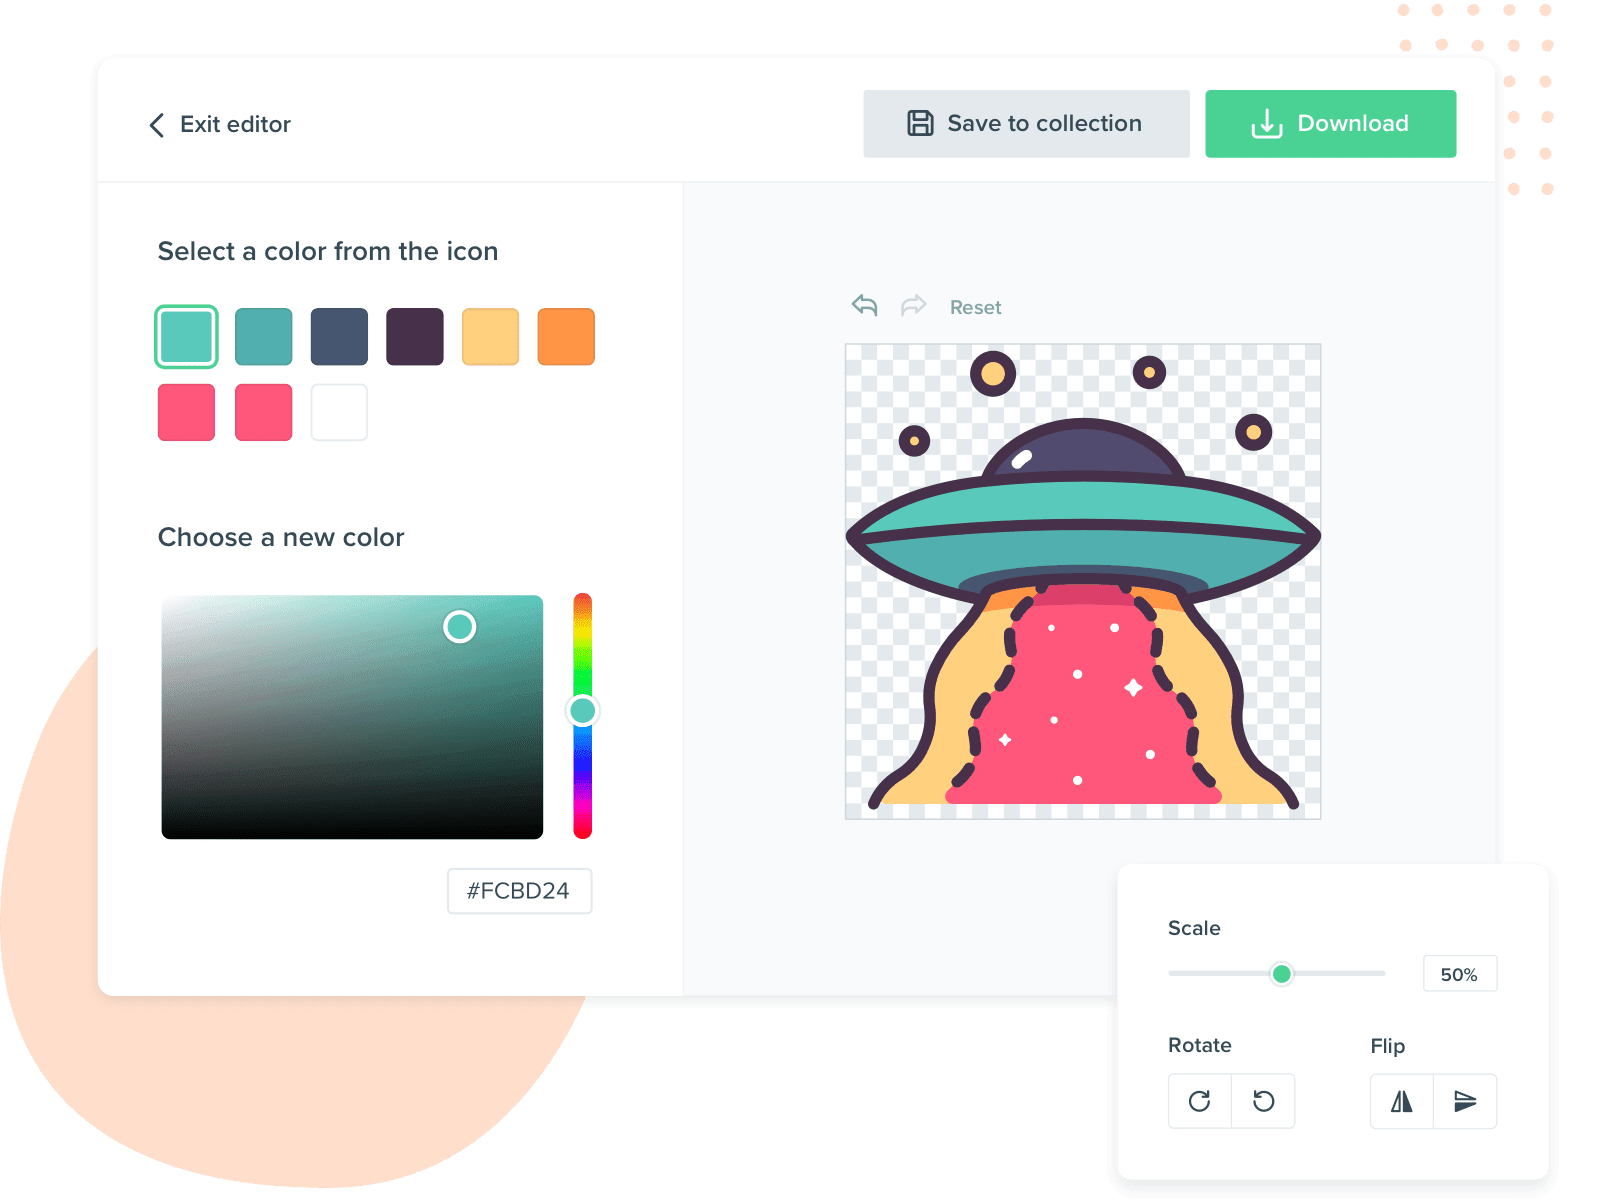 Exit editor
Save to collection
Download
Select a color from the icon
Reset
Choose a new color
#FCBD24
Scale
50%
Rotate
Flip